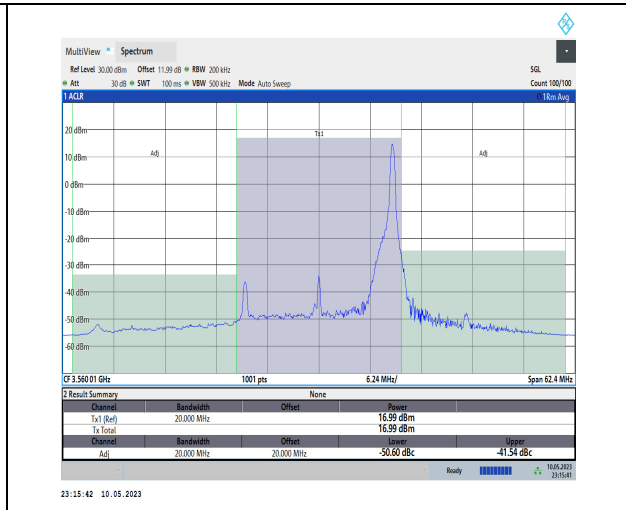 MultiView Spectrum
Ref Level 30.00 dBm Offset 11.99 dB RBW 200 kHz SGL
Att 30 dB SWT 100 ms VBW 500 kHz Mode Auto Sweep Count 100/100
1 ACLR 1Rm Avg
20 dBm
Tx1
10 dBm Adj Adj
0 dBm
-10 dBm
-20 dBm
-30 dBm
-40 dBm
-50 dBm
-60 dBm
CF 3.56001 GHz 1001 pts 6.24 MHz/ Span 62.4 MHz
2 Result Summary None
Channel Bandwidth Offset Power
Tx1 (Ref) 20.000 MHz 16.99 dBm
Tx Total 16.99 dBm
Channel Bandwidth Offset Lower Upper
Adj 20.000 MHz 20.000 MHz -50.60 dBc -41.54 dBc
Ready 10.05.2023
23:15:41
23:15:42 10.05.2023